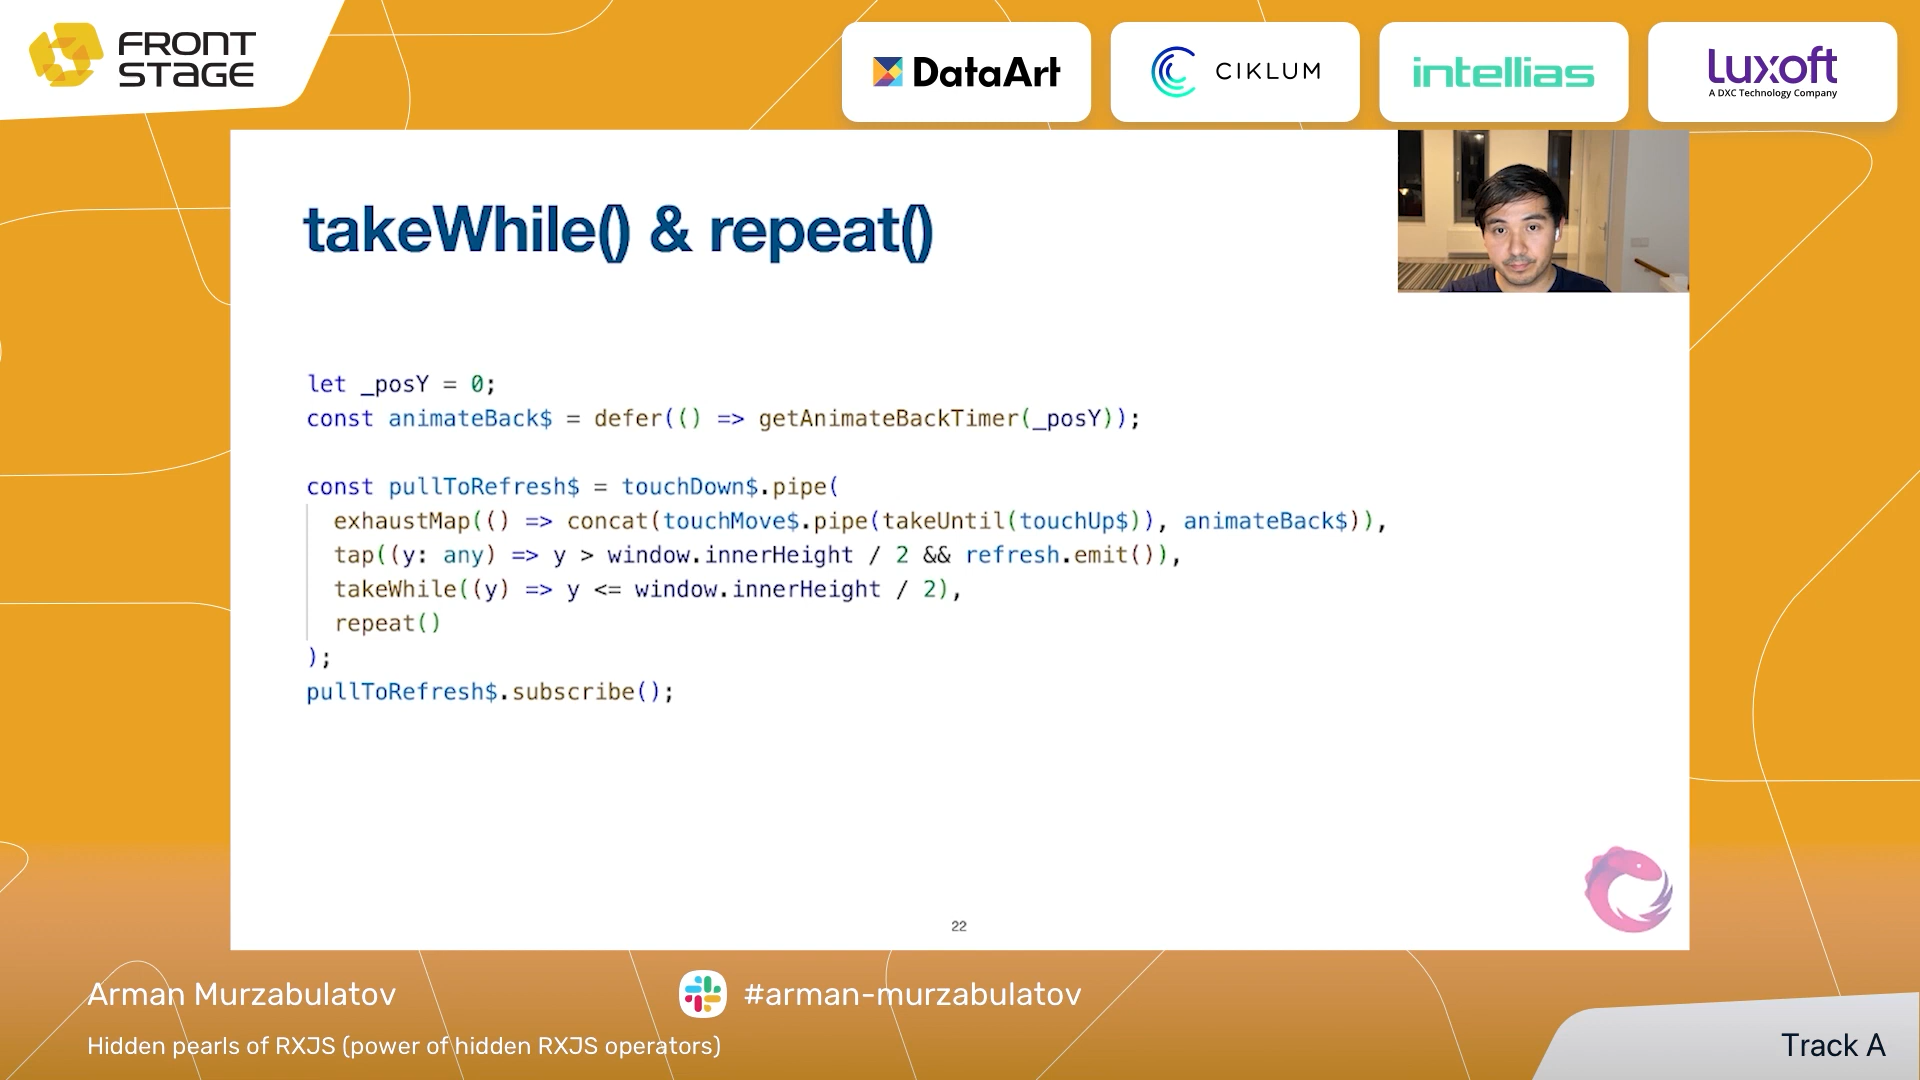 FRONT
STAGE
DataArt
CIKLUM
intellias
Luxoft
A DXC Technology Company
takeWhile() & repeat()
let _posY = 0;
const animateBack$ = defer(() => getAnimateBackTimer(_posY));
const pullToRefresh$ = touchDown$.pipe(
exhaustMap(() => concat(touchMove$.pipe(takeUntil(touchUp$)), animateBack$)),
tap((y: any) => y > window.innerHeight / 2 && refresh.emit()),
takeWhile((y) => y <= window.innerHeight / 2),
repeat()
);
pullToRefresh$.subscribe();
22
Arman Murzabulatov
#arman-murzabulatov
Hidden pearls of RXJS (power of hidden RXJS operators)
Track A